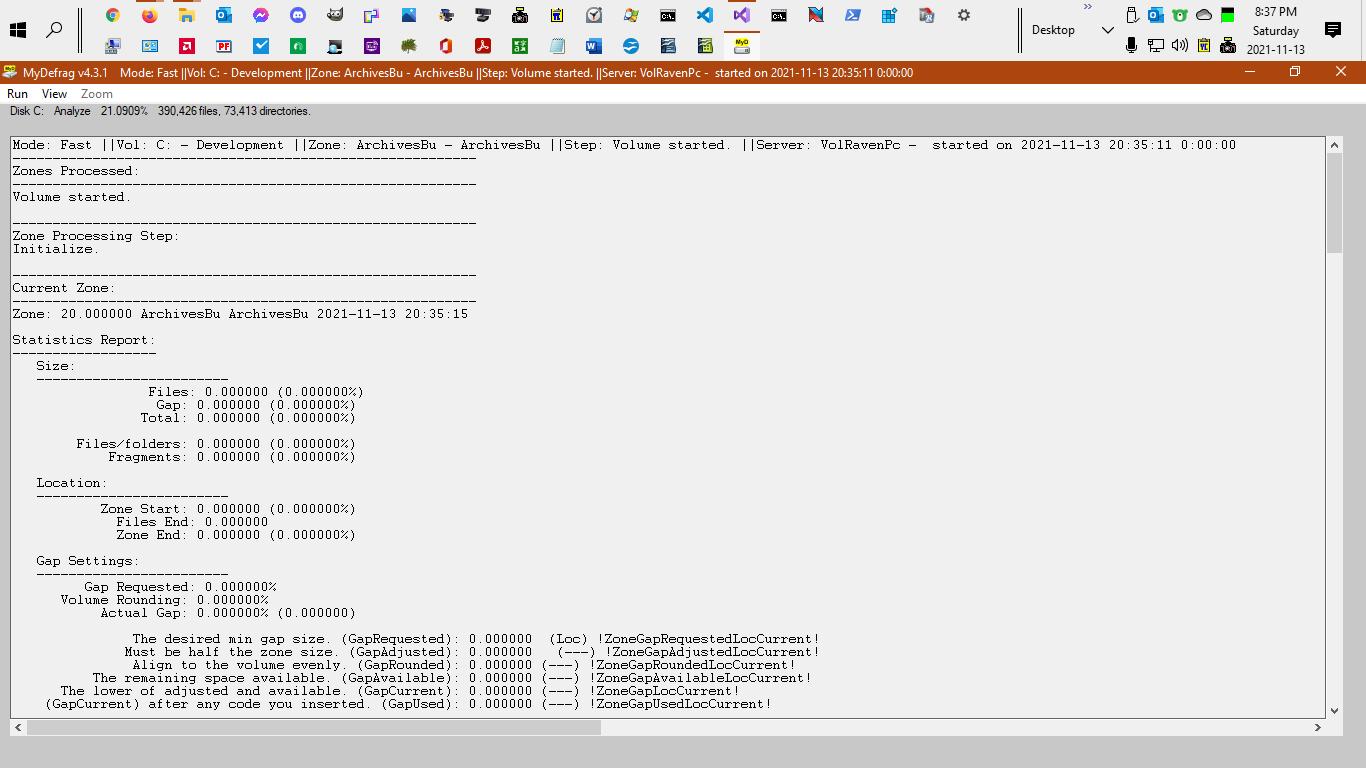 Desktop
8:37 PM
Saturday
2021-11-13
MyDefrag v4.3.1 Mode: Fast ||Vol: C: - Development ||Zone: ArchivesBu - ArchivesBu ||Step: Volume started. ||Server: VolRavenPc - started on 2021-11-13 20:35:11 0:00:00
Run View Zoom
Disk C: Analyze 21.0909% 390,426 files, 73,413 directories.
Mode: Fast ||Vol: C: - Development ||Zone: ArchivesBu - ArchivesBu ||Step: Volume started. ||Server: VolRavenPc - started on 2021-11-13 20:35:11 0:00:00
----------------------------------------------------------
Zones Processed:
----------------------------------------------------------
Volume started.
----------------------------------------------------------
Zone Processing Step:
Initialize.
----------------------------------------------------------
Current Zone:
----------------------------------------------------------
Zone: 20.000000 ArchivesBu ArchivesBu 2021-11-13 20:35:15
Statistics Report:
------------------
Size:
------------------------
Files: 0.000000 (0.000000%)
Gap: 0.000000 (0.000000%)
Total: 0.000000 (0.000000%)
Files/folders: 0.000000 (0.000000%)
Fragments: 0.000000 (0.000000%)
Location:
------------------------
Zone Start: 0.000000 (0.000000%)
Files End: 0.000000
Zone End: 0.000000 (0.000000%)
Gap Settings:
------------------------
Gap Requested: 0.000000%
Volume Rounding: 0.000000%
Actual Gap: 0.000000% (0.000000)
The desired min gap size. (GapRequested): 0.000000 (Loc) !ZoneGapRequestedLocCurrent!
Must be half the zone size. (GapAdjusted): 0.000000 (---) !ZoneGapAdjustedLocCurrent!
Align to the volume evenly. (GapRounded): 0.000000 (---) !ZoneGapRoundedLocCurrent!
The remaining space available. (GapAvailable): 0.000000 (---) !ZoneGapAvailableLocCurrent!
The lower of adjusted and available. (GapCurrent): 0.000000 (---) !ZoneGapLocCurrent!
(GapCurrent) after any code you inserted. (GapUsed): 0.000000 (---) !ZoneGapUsedLocCurrent!